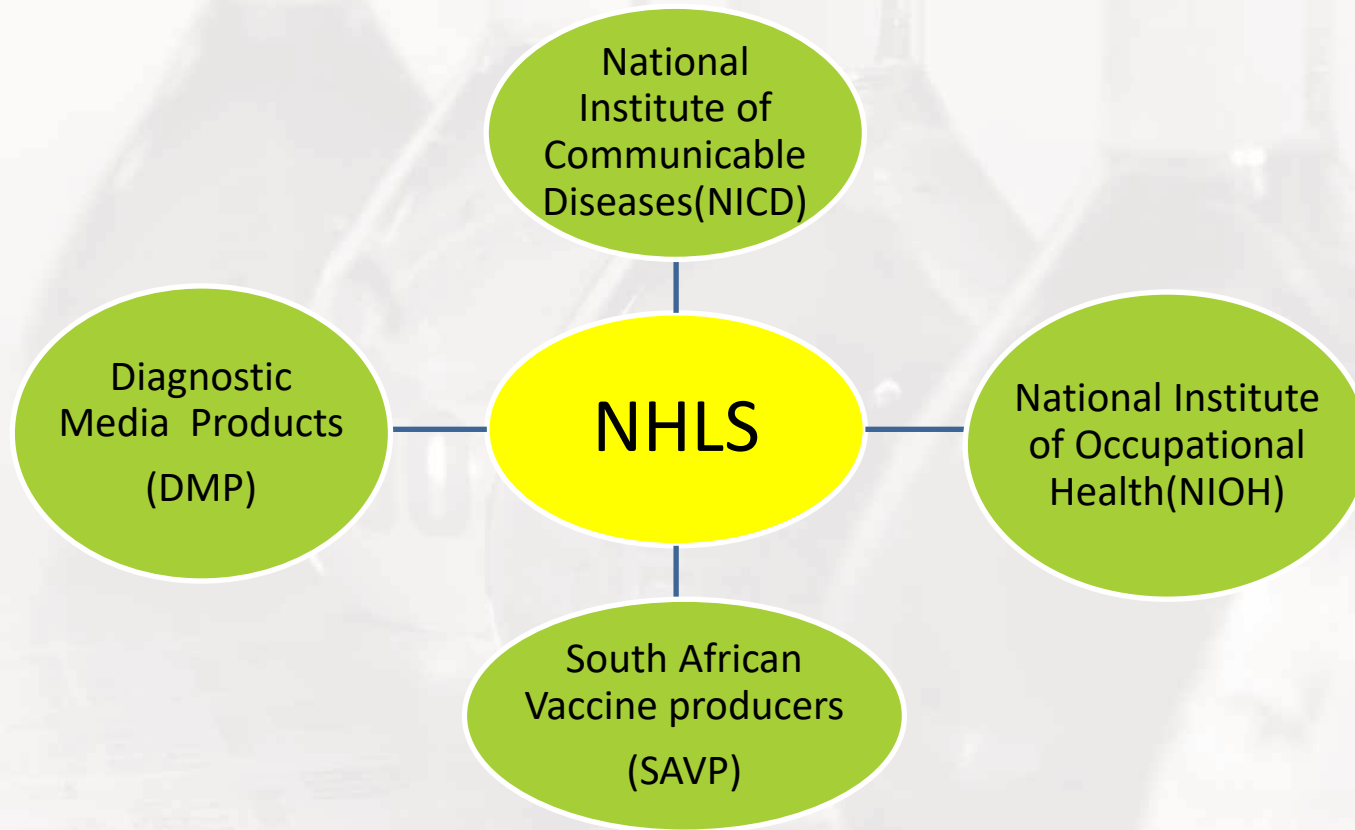 National
Institute of
Communicable
Diseases(NICD)
Diagnostic
Media  Products
(DMP)
NHLS
National Institute
of Occupational
Health(NIOH)
South African
Vaccine producers
(SAVP)